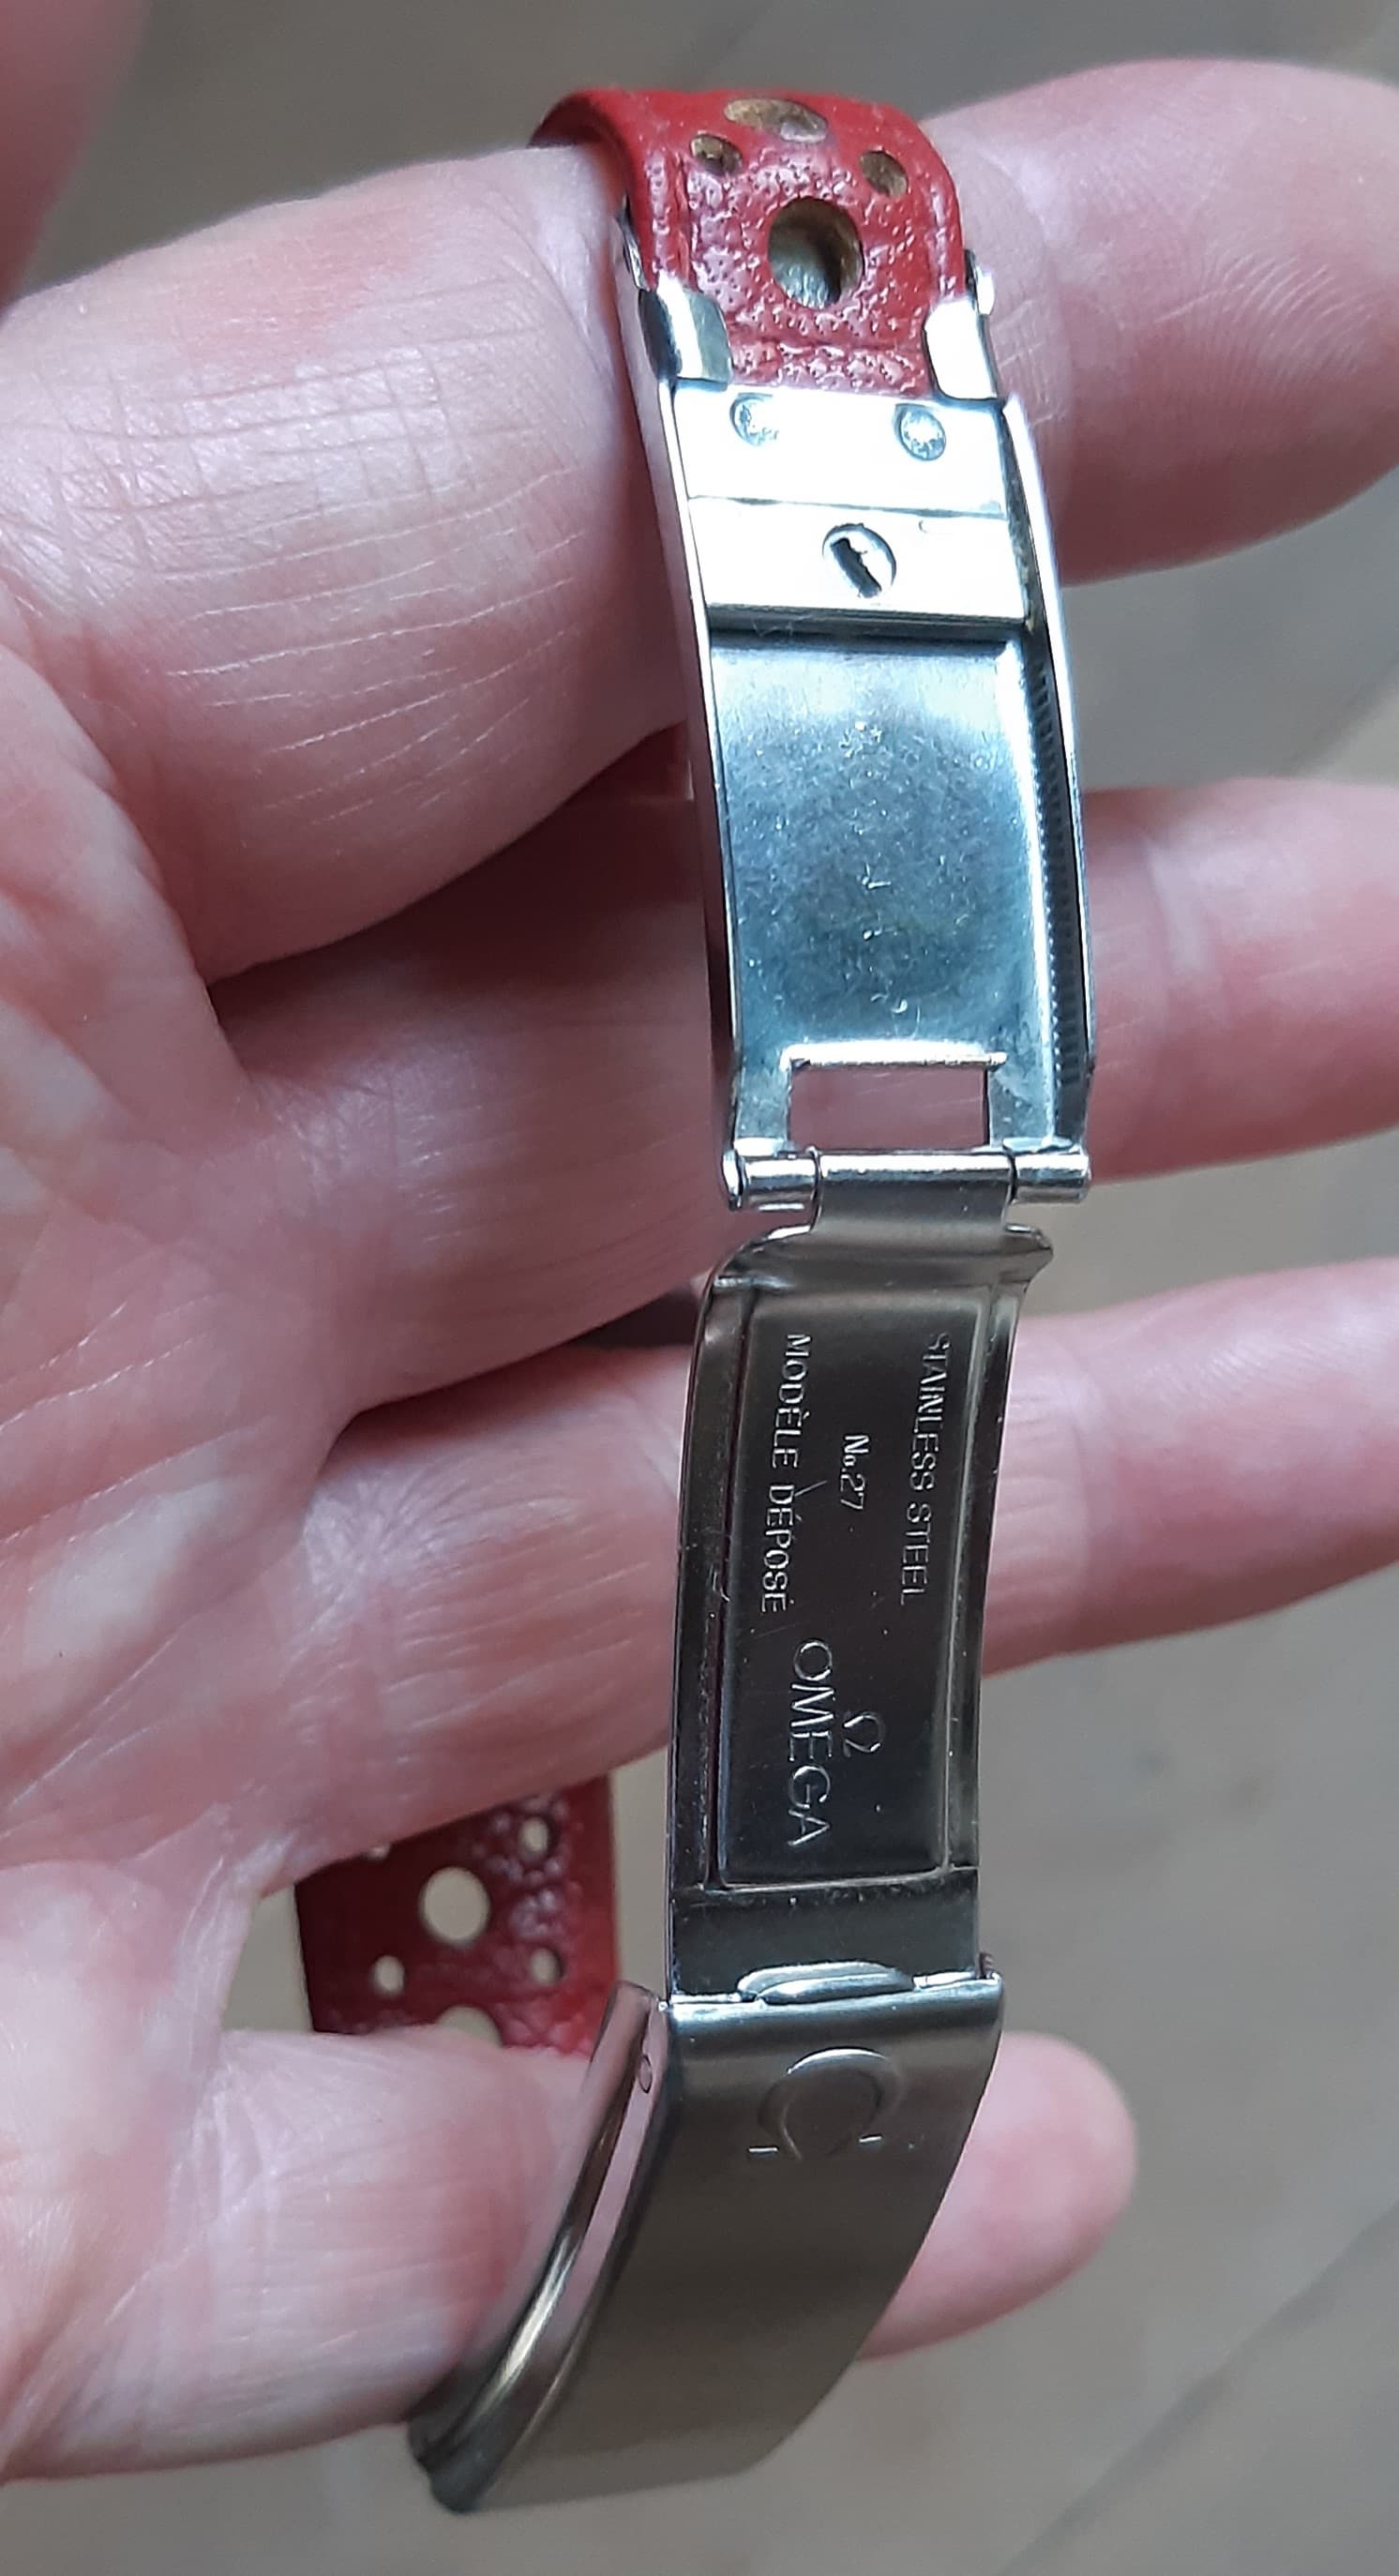 STAINLESS STEEL
No.27
MODÈLE DÉPOSÉ
Ω
OMEGA